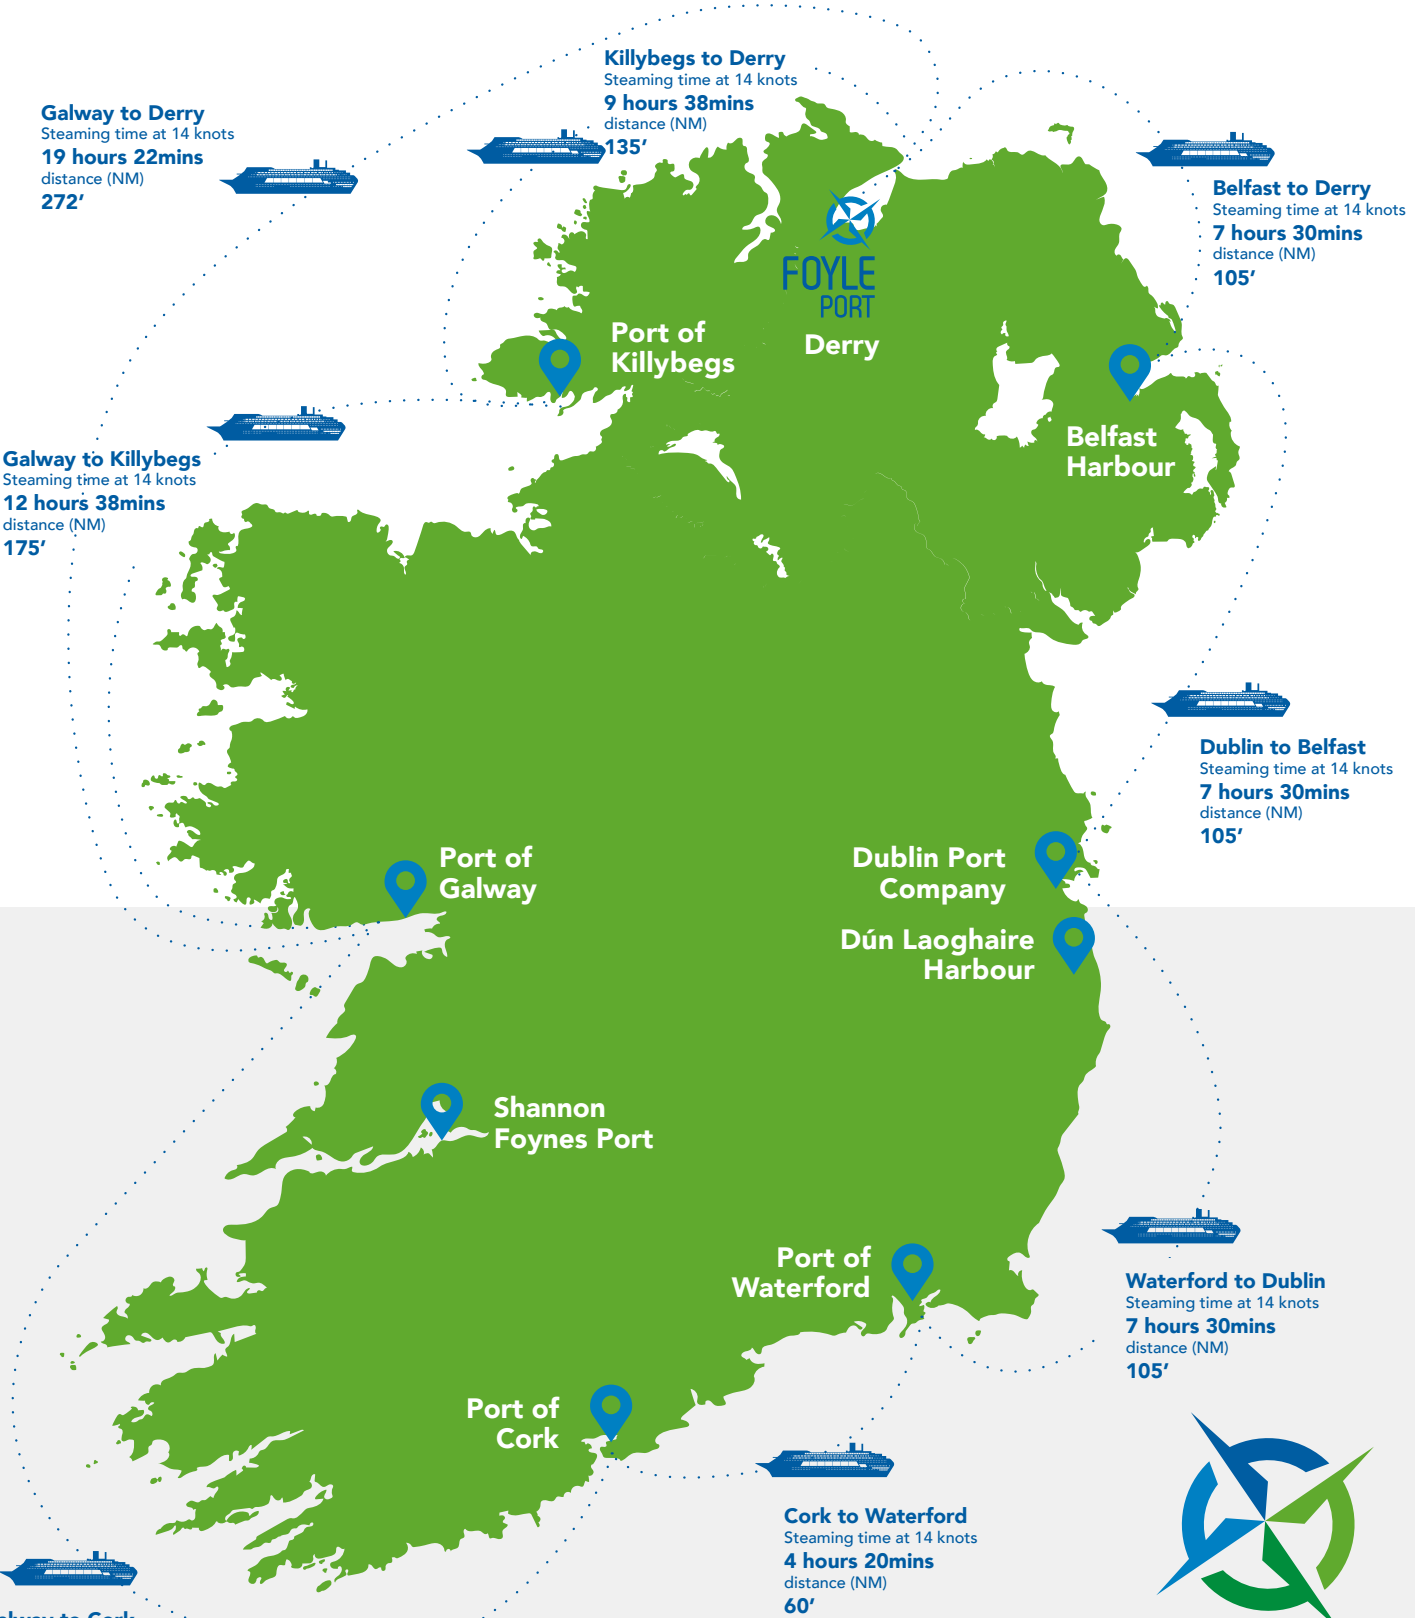 Killybegs to Derry
Steaming time at 14 knots
9 hours 38mins
distance (NM)
135′
Galway to Derry
Steaming time at 14 knots
19 hours 22mins
distance (NM)
272′
Belfast to Derry
Steaming time at 14 knots
7 hours 30mins
distance (NM)
105′
FOYLE
PORT
Derry
Port of
Killybegs
Belfast
Harbour
Galway to Killybegs
Steaming time at 14 knots
12 hours 38mins
distance (NM)
175′
Dublin to Belfast
Steaming time at 14 knots
7 hours 30mins
distance (NM)
105′
Port of
Galway
Dublin Port
Company
Dún Laoghaire
Harbour
Shannon
Foynes Port
Port of
Waterford
Waterford to Dublin
Steaming time at 14 knots
7 hours 30mins
distance (NM)
105′
Port of
Cork
Cork to Waterford
Steaming time at 14 knots
4 hours 20mins
distance (NM)
60′